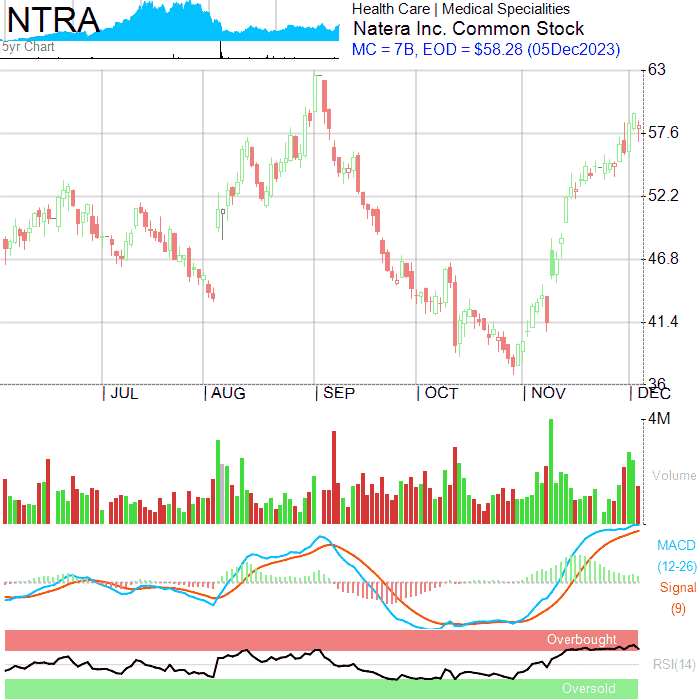 NTRA
5yr Chart
Health Care | Medical Specialities
Natera Inc. Common Stock
MC = 7B, EOD = $58.28 (05Dec2023)
63
57.6
52.2
46.8
41.4
36
| JUL | AUG | SEP | OCT | NOV | DEC
4M
Volume
MACD
(12-26)
Signal
(9)
Overbought
RSI(14)
Oversold